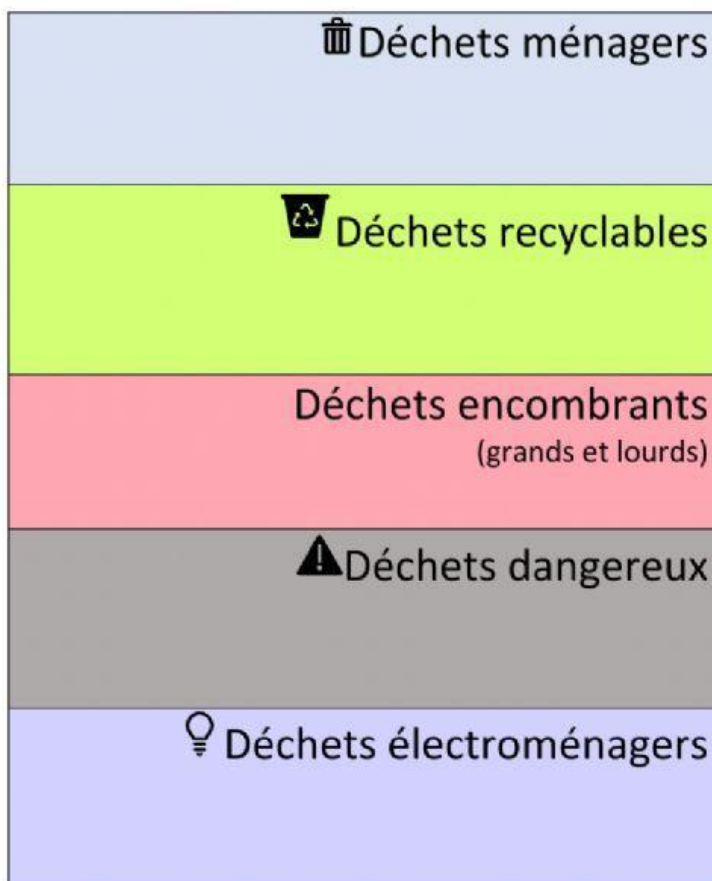 Déchets ménagers
Déchets recyclables
Déchets encombrants
(grands et lourds)
Déchets dangereux
Déchets électroménagers